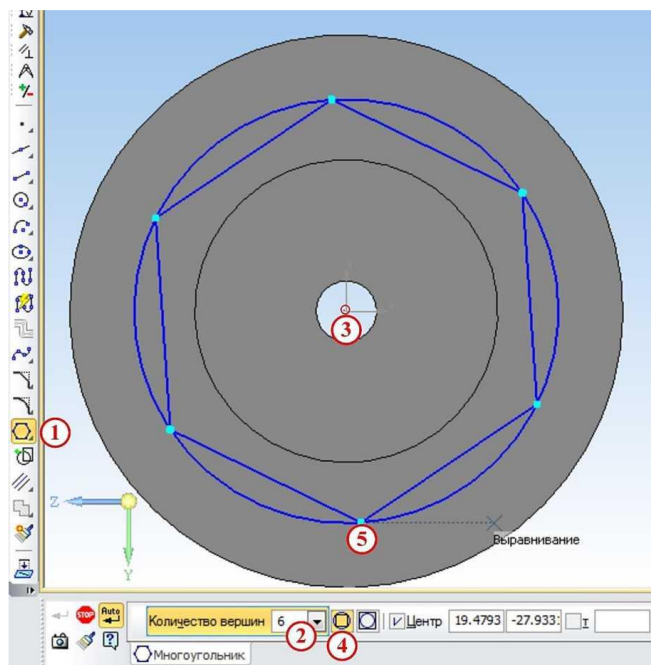 3
1
Z
Y
5
Выравнивание
STOP Auto
Количество вершин 6
2
4
Центр 19.4793 -27.933
т
Многоугольник